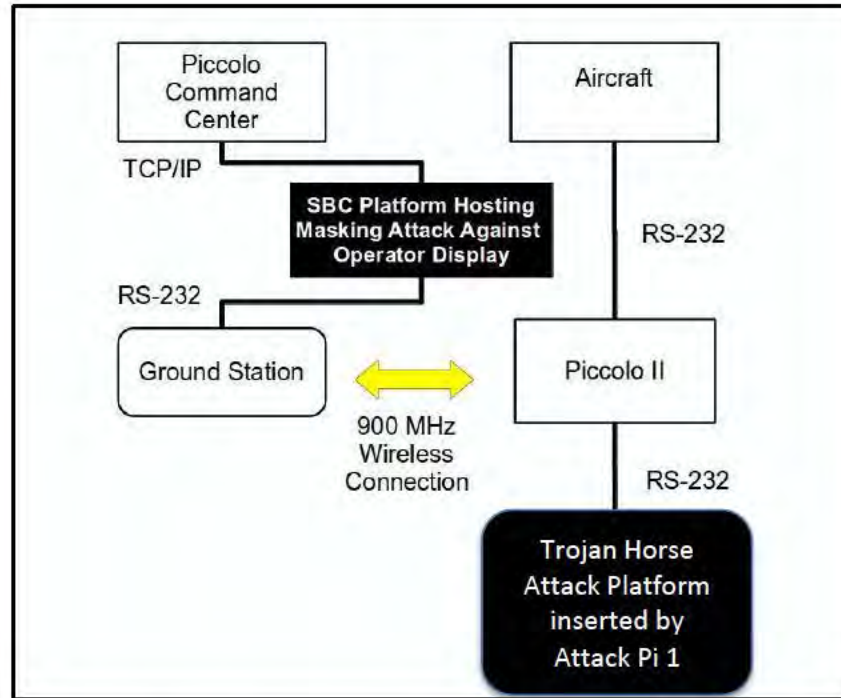 Piccolo
Command
Center
Aircraft
TCP/IP
SBC Platform Hosting
Masking Attack Against
Operator Display
RS-232
RS-232
Ground Station
Piccolo II
900 MHz
Wireless
Connection
RS-232
Trojan Horse
Attack Platform
inserted by
Attack Pi 1